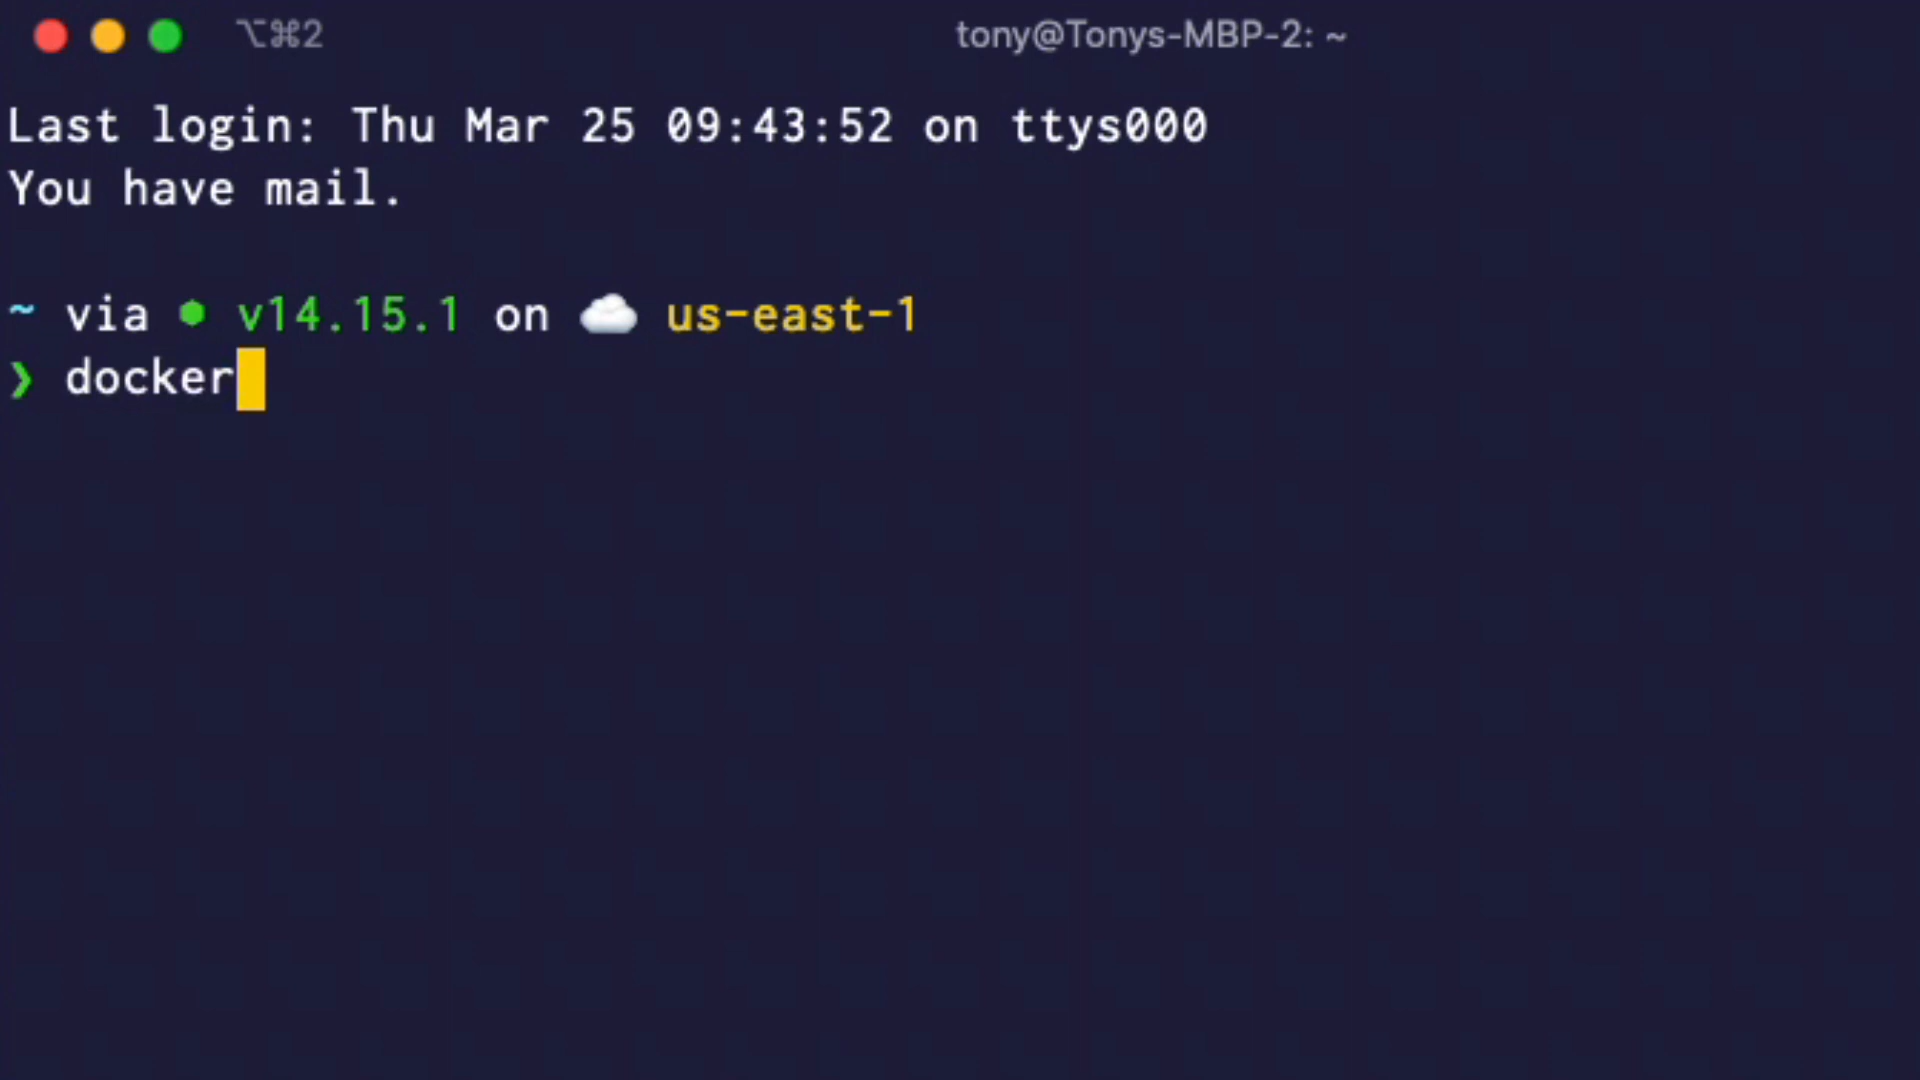 ⌥⌘2
tony@Tonys-MBP-2: ~
Last login: Thu Mar 25 09:43:52 on ttys000
You have mail.
~ via ⬢ v14.15.1 on ☁️ us-east-1
❯ docker